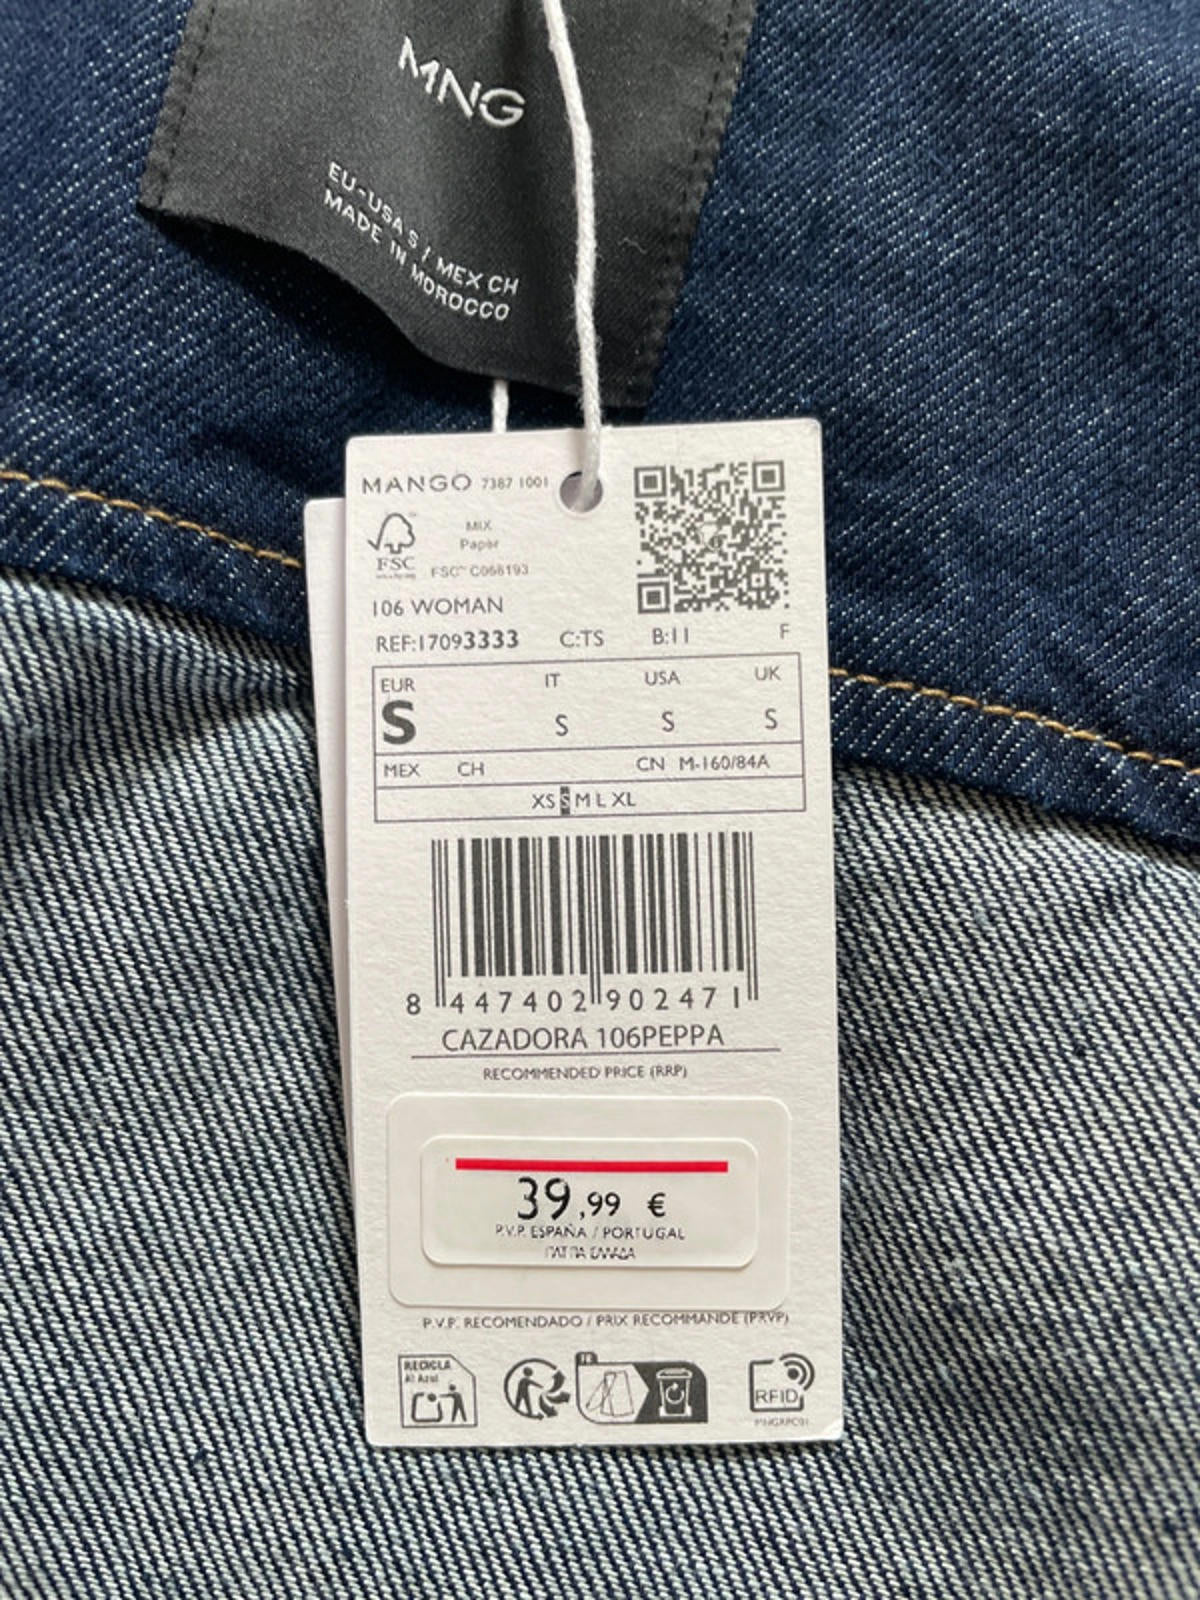 MNG
EU-USA S / MEX CH
MADE IN MOROCCO
MANGO 7387 1001
MIX
Paper
FSC
FSC™ C068193
106 WOMAN
REF:17093333 C:TS B:11 F
EUR IT USA UK
S S S S
MEX CH CN M-160/84A
XS S M L XL
8 447402 902471
CAZADORA 106PEPPA
RECOMMENDED PRICE (RRP)
39,99 €
P.V.P. ESPAÑA / PORTUGAL
P.V.P. RECOMENDADO / PRIX RECOMMANDE (PRVP)
RECICLA
Al Azul
RFID